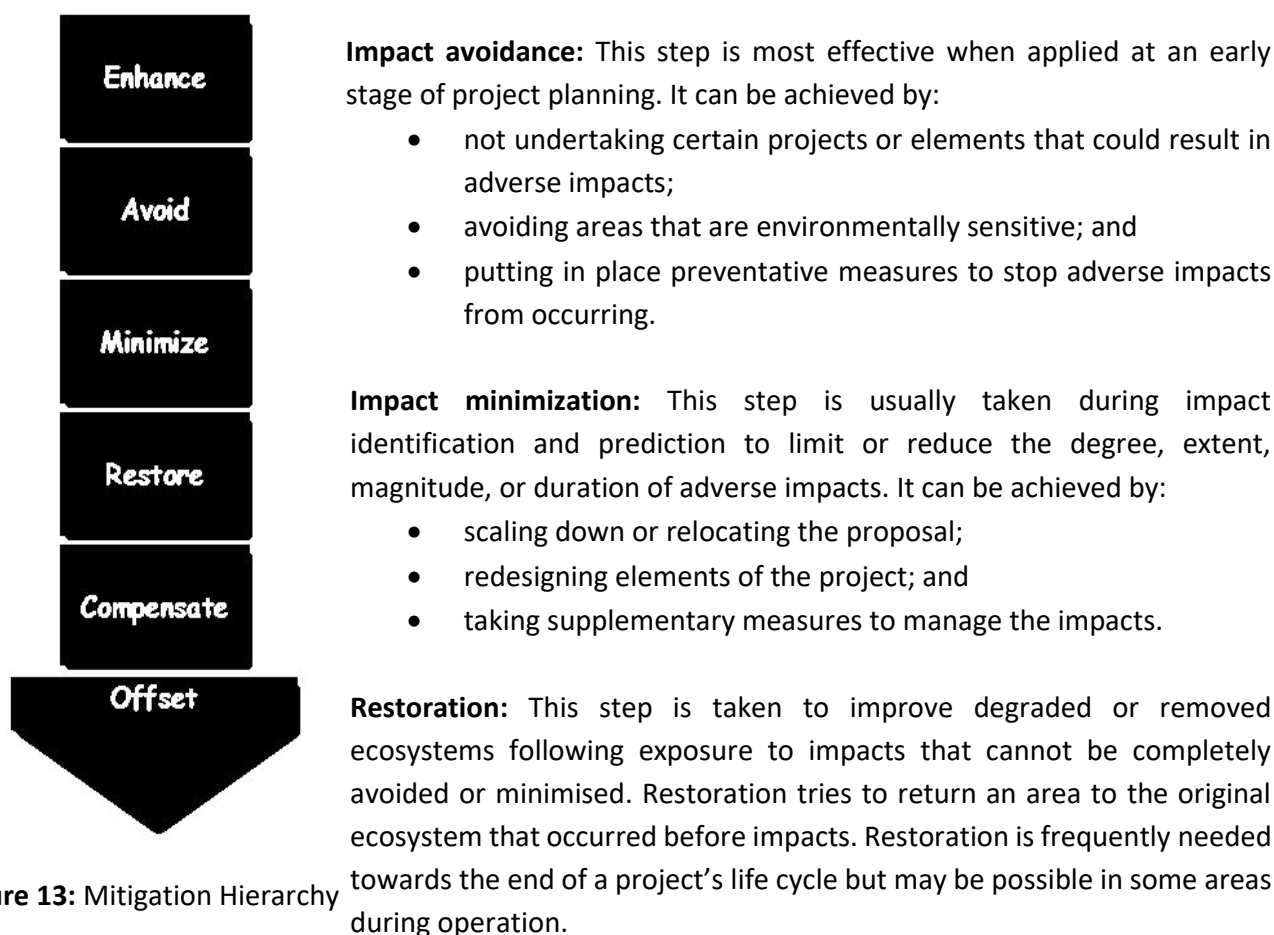 Enhance
Avoid
Minimize
Restore
Compensate
Offset
ure 13: Mitigation Hierarchy
Impact avoidance: This step is most effective when applied at an early
stage of project planning. It can be achieved by:
• not undertaking certain projects or elements that could result in
adverse impacts;
• avoiding areas that are environmentally sensitive; and
• putting in place preventative measures to stop adverse impacts
from occurring.
Impact minimization: This step is usually taken during impact
identification and prediction to limit or reduce the degree, extent,
magnitude, or duration of adverse impacts. It can be achieved by:
• scaling down or relocating the proposal;
• redesigning elements of the project; and
• taking supplementary measures to manage the impacts.
Restoration: This step is taken to improve degraded or removed
ecosystems following exposure to impacts that cannot be completely
avoided or minimised. Restoration tries to return an area to the original
ecosystem that occurred before impacts. Restoration is frequently needed
towards the end of a project's life cycle but may be possible in some areas
during operation.